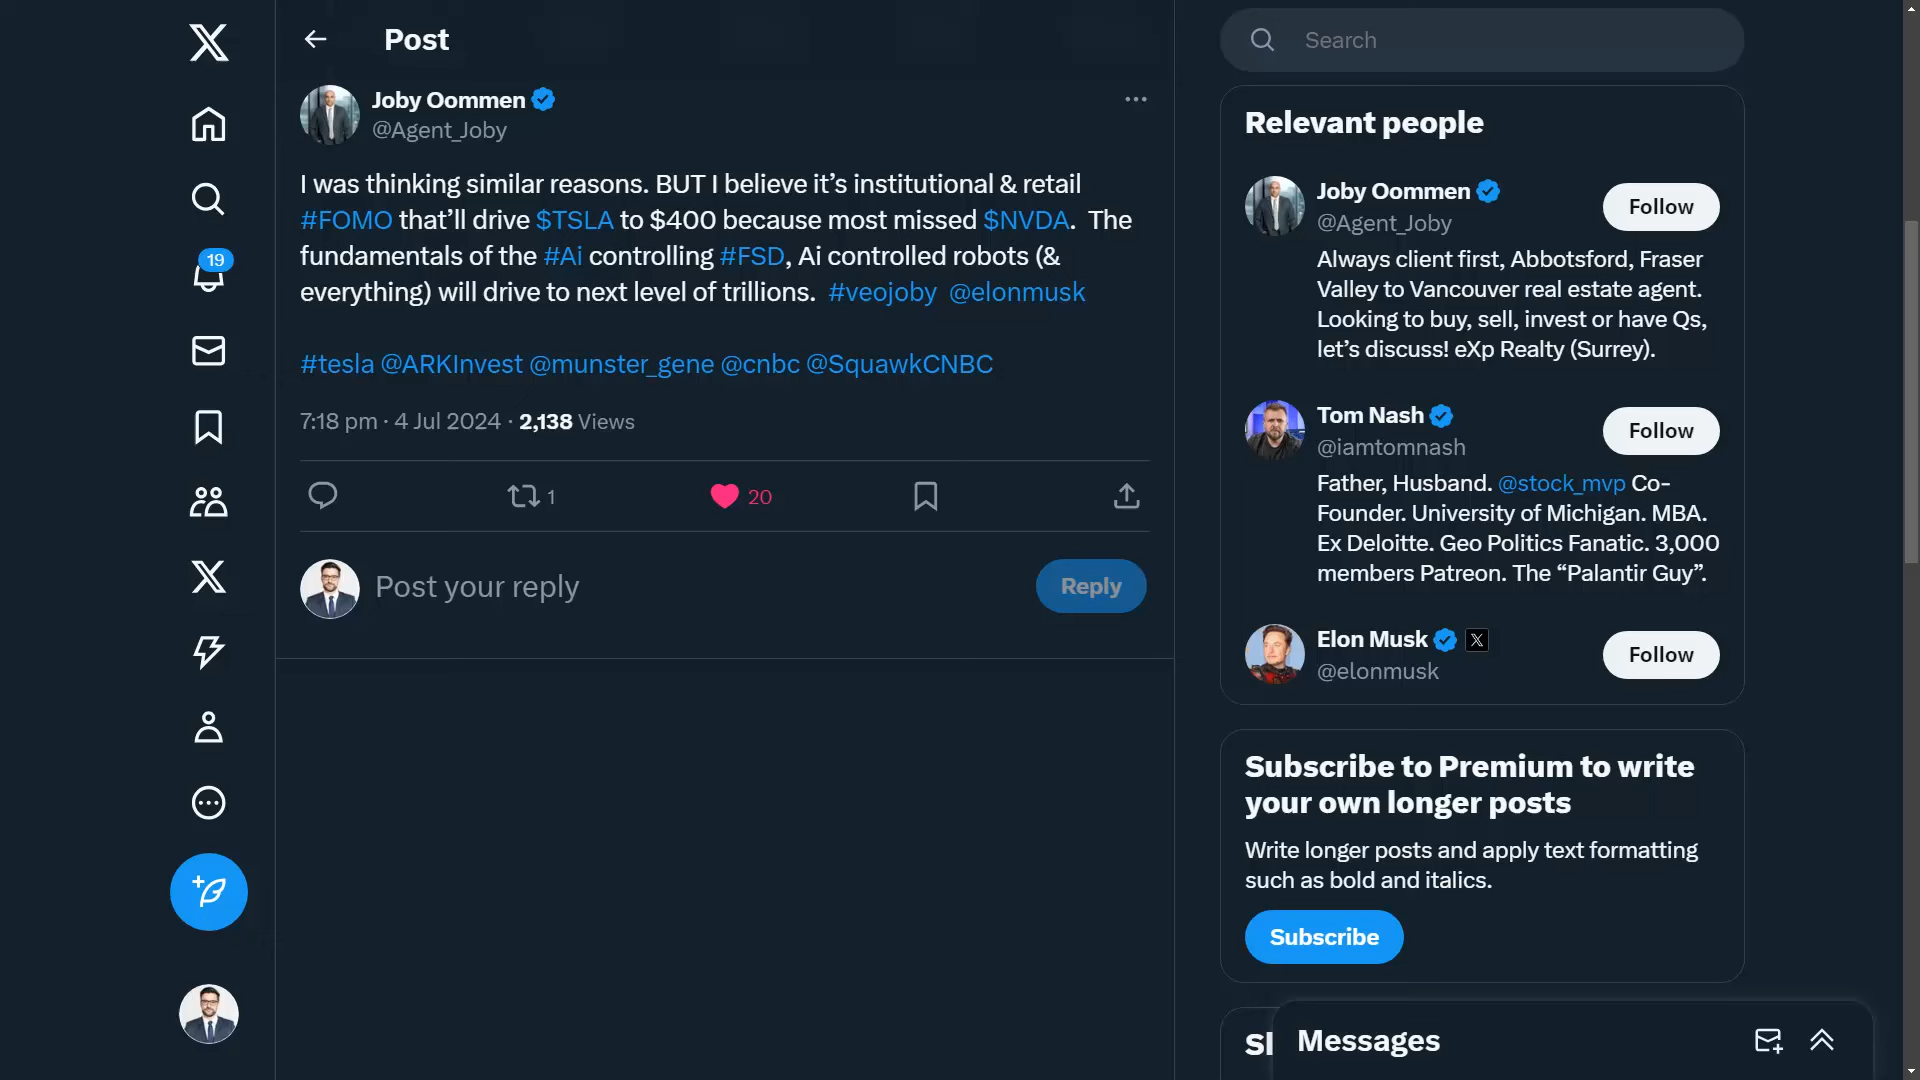 Post
Joby Oommen
@Agent_Joby
I was thinking similar reasons. BUT I believe it’s institutional & retail
#FOMO that’ll drive $TSLA to $400 because most missed $NVDA.  The
fundamentals of the #Ai controlling #FSD, Ai controlled robots (&
everything) will drive to next level of trillions.  #veojoby  @elonmusk
#tesla @ARKInvest @munster_gene @cnbc @SquawkCNBC
7:18 pm · 4 Jul 2024 · 2,138 Views
1
20
Post your reply
Reply
19
Search
Relevant people
Joby Oommen
@Agent_Joby
Follow
Always client first, Abbotsford, Fraser
Valley to Vancouver real estate agent.
Looking to buy, sell, invest or have Qs,
let’s discuss! eXp Realty (Surrey).
Tom Nash
@iamtomnash
Follow
Father, Husband. @stock_mvp Co-
Founder. University of Michigan. MBA.
Ex Deloitte. Geo Politics Fanatic. 3,000
members Patreon. The “Palantir Guy”.
Elon Musk
@elonmusk
Follow
Subscribe to Premium to write
your own longer posts
Write longer posts and apply text formatting
such as bold and italics.
Subscribe
Messages